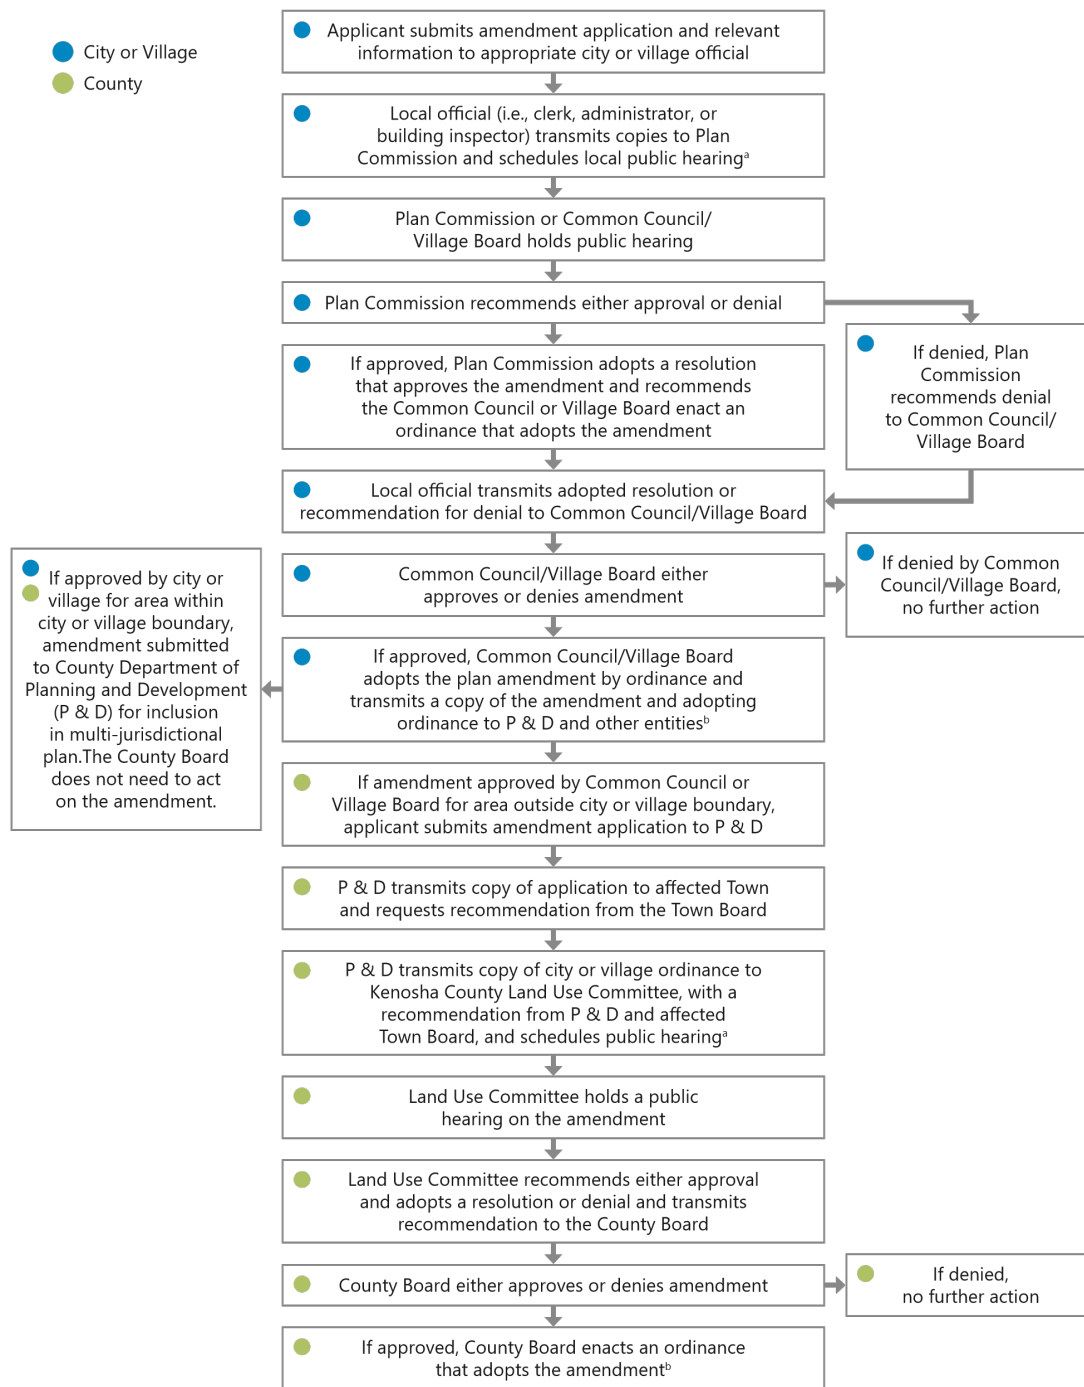 City or Village
County
Applicant submits amendment application and relevant
information to appropriate city or village official
Local official (i.e., clerk, administrator, or
building inspector) transmits copies to Plan
Commission and schedules local public hearingᵃ
Plan Commission or Common Council/
Village Board holds public hearing
Plan Commission recommends either approval or denial
If denied, Plan
Commission
recommends denial
to Common Council/
Village Board
If approved, Plan Commission adopts a resolution
that approves the amendment and recommends
the Common Council or Village Board enact an
ordinance that adopts the amendment
Local official transmits adopted resolution or
recommendation for denial to Common Council/Village Board
Common Council/Village Board either
approves or denies amendment
If denied by Common
Council/Village Board,
no further action
If approved by city or
village for area within
city or village boundary,
amendment submitted
to County Department of
Planning and Development
(P & D) for inclusion
in multi-jurisdictional
plan.The County Board
does not need to act
on the amendment.
If approved, Common Council/Village Board
adopts the plan amendment by ordinance and
transmits a copy of the amendment and adopting
ordinance to P & D and other entitiesᵇ
If amendment approved by Common Council or
Village Board for area outside city or village boundary,
applicant submits amendment application to P & D
P & D transmits copy of application to affected Town
and requests recommendation from the Town Board
P & D transmits copy of city or village ordinance to
Kenosha County Land Use Committee, with a
recommendation from P & D and affected
Town Board, and schedules public hearingᵃ
Land Use Committee holds a public
hearing on the amendment
Land Use Committee recommends either approval
and adopts a resolution or denial and transmits
recommendation to the County Board
County Board either approves or denies amendment
If denied,
no further action
If approved, County Board enacts an ordinance
that adopts the amendmentᵇ